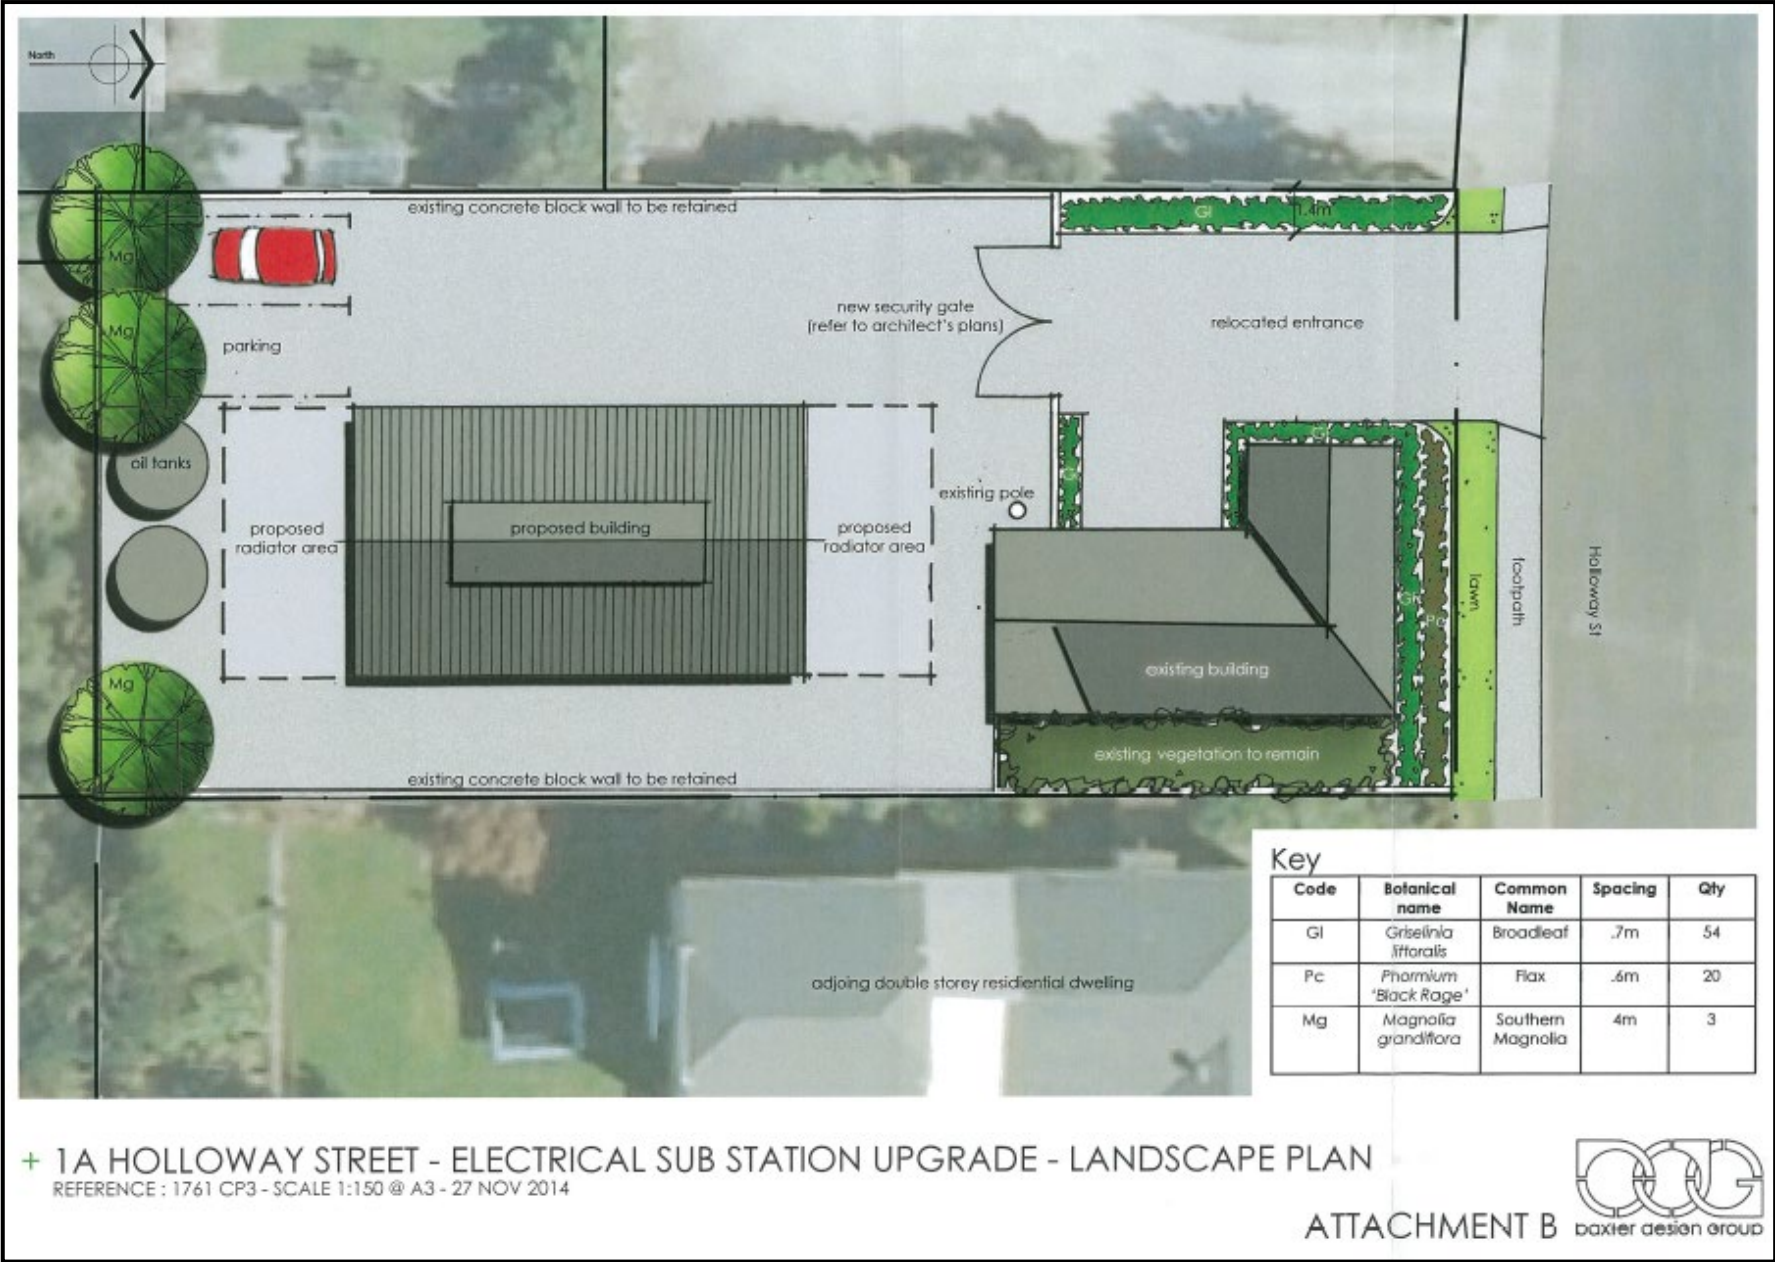 North
existing concrete block wall to be retained
Gl
1.4m
Mg
Mg
parking
new security gate
(refer to architect's plans)
relocated entrance
oil tanks
Gl
existing pole
proposed
radiator area
proposed building
proposed
radiator area
lawn
footpath
Holloway St
Pc
existing building
Mg
existing vegetation to remain
existing concrete block wall to be retained
adjoing double storey residiential dwelling
Key
Code Botanical name Common Name Spacing Qty
Gl Griselinia littoralis Broadleaf .7m 54
Pc Phormium 'Black Rage' Flax .6m 20
Mg Magnolia grandiflora Southern Magnolia 4m 3
+ 1A HOLLOWAY STREET - ELECTRICAL SUB STATION UPGRADE - LANDSCAPE PLAN
REFERENCE : 1761 CP3 - SCALE 1:150 @ A3 - 27 NOV 2014
ATTACHMENT B
baxter design group